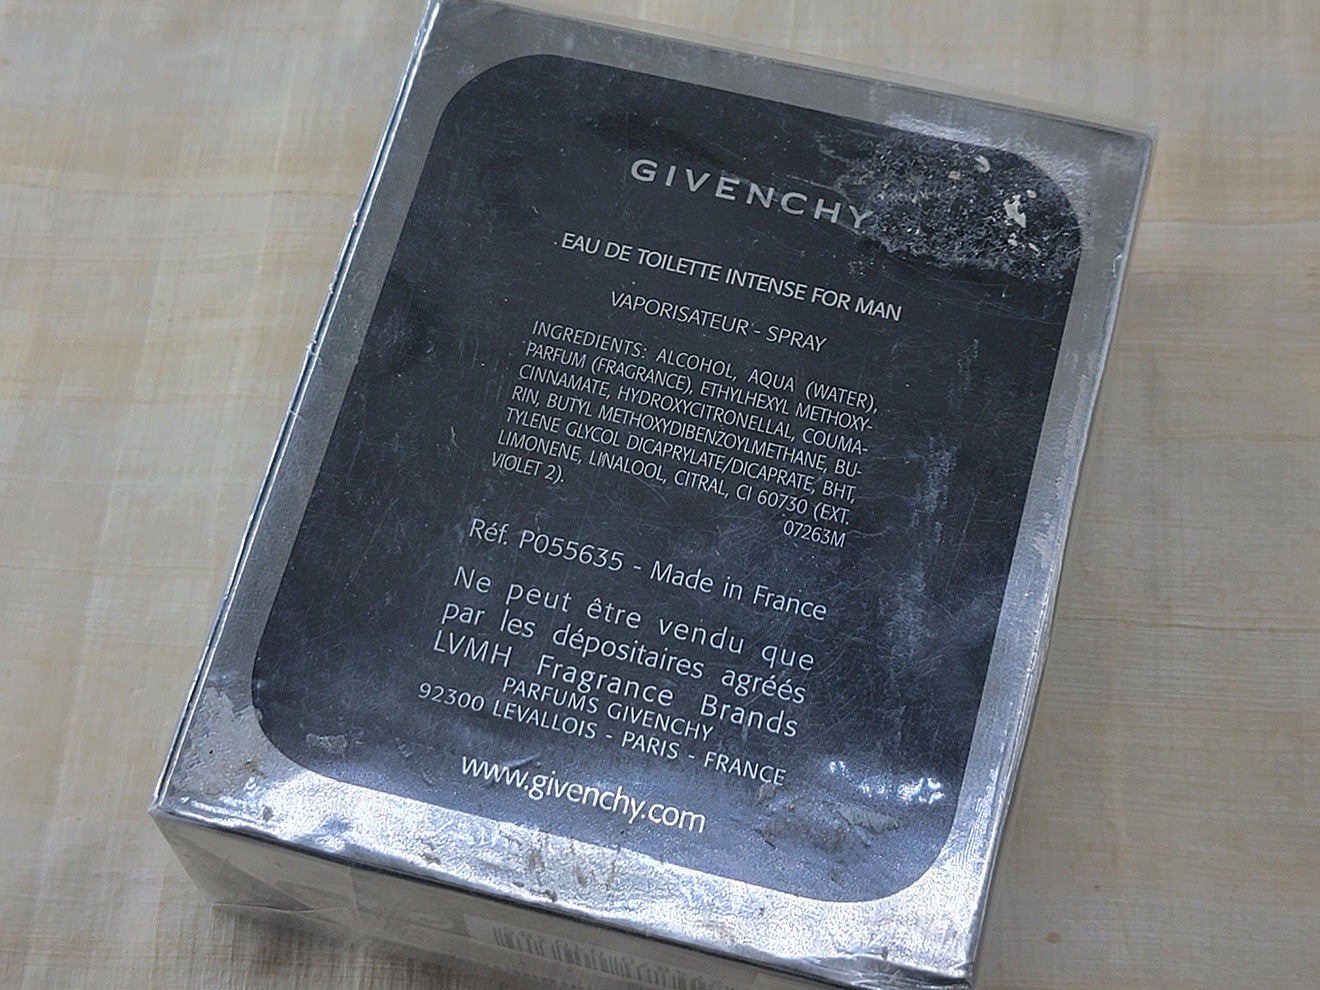 GIVENCHY
EAU DE TOILETTE INTENSE FOR MAN
VAPORISATEUR - SPRAY
INGREDIENTS: ALCOHOL, AQUA (WATER),
PARFUM (FRAGRANCE), ETHYLHEXYL METHOXY-
CINNAMATE, HYDROXYCITRONELLAL, COUMA-
RIN, BUTYL METHOXYDIBENZOYLMETHANE, BU-
TYLENE GLYCOL DICAPRYLATE/DICAPRATE, BHT,
LIMONENE, LINALOOL, CITRAL, CI 60730 (EXT.
VIOLET 2).
07263M
Réf. P055635 - Made in France
Ne peut être vendu que
par les dépositaires agréés
LVMH Fragrance Brands
PARFUMS GIVENCHY
92300 LEVALLOIS - PARIS - FRANCE
www.givenchy.com